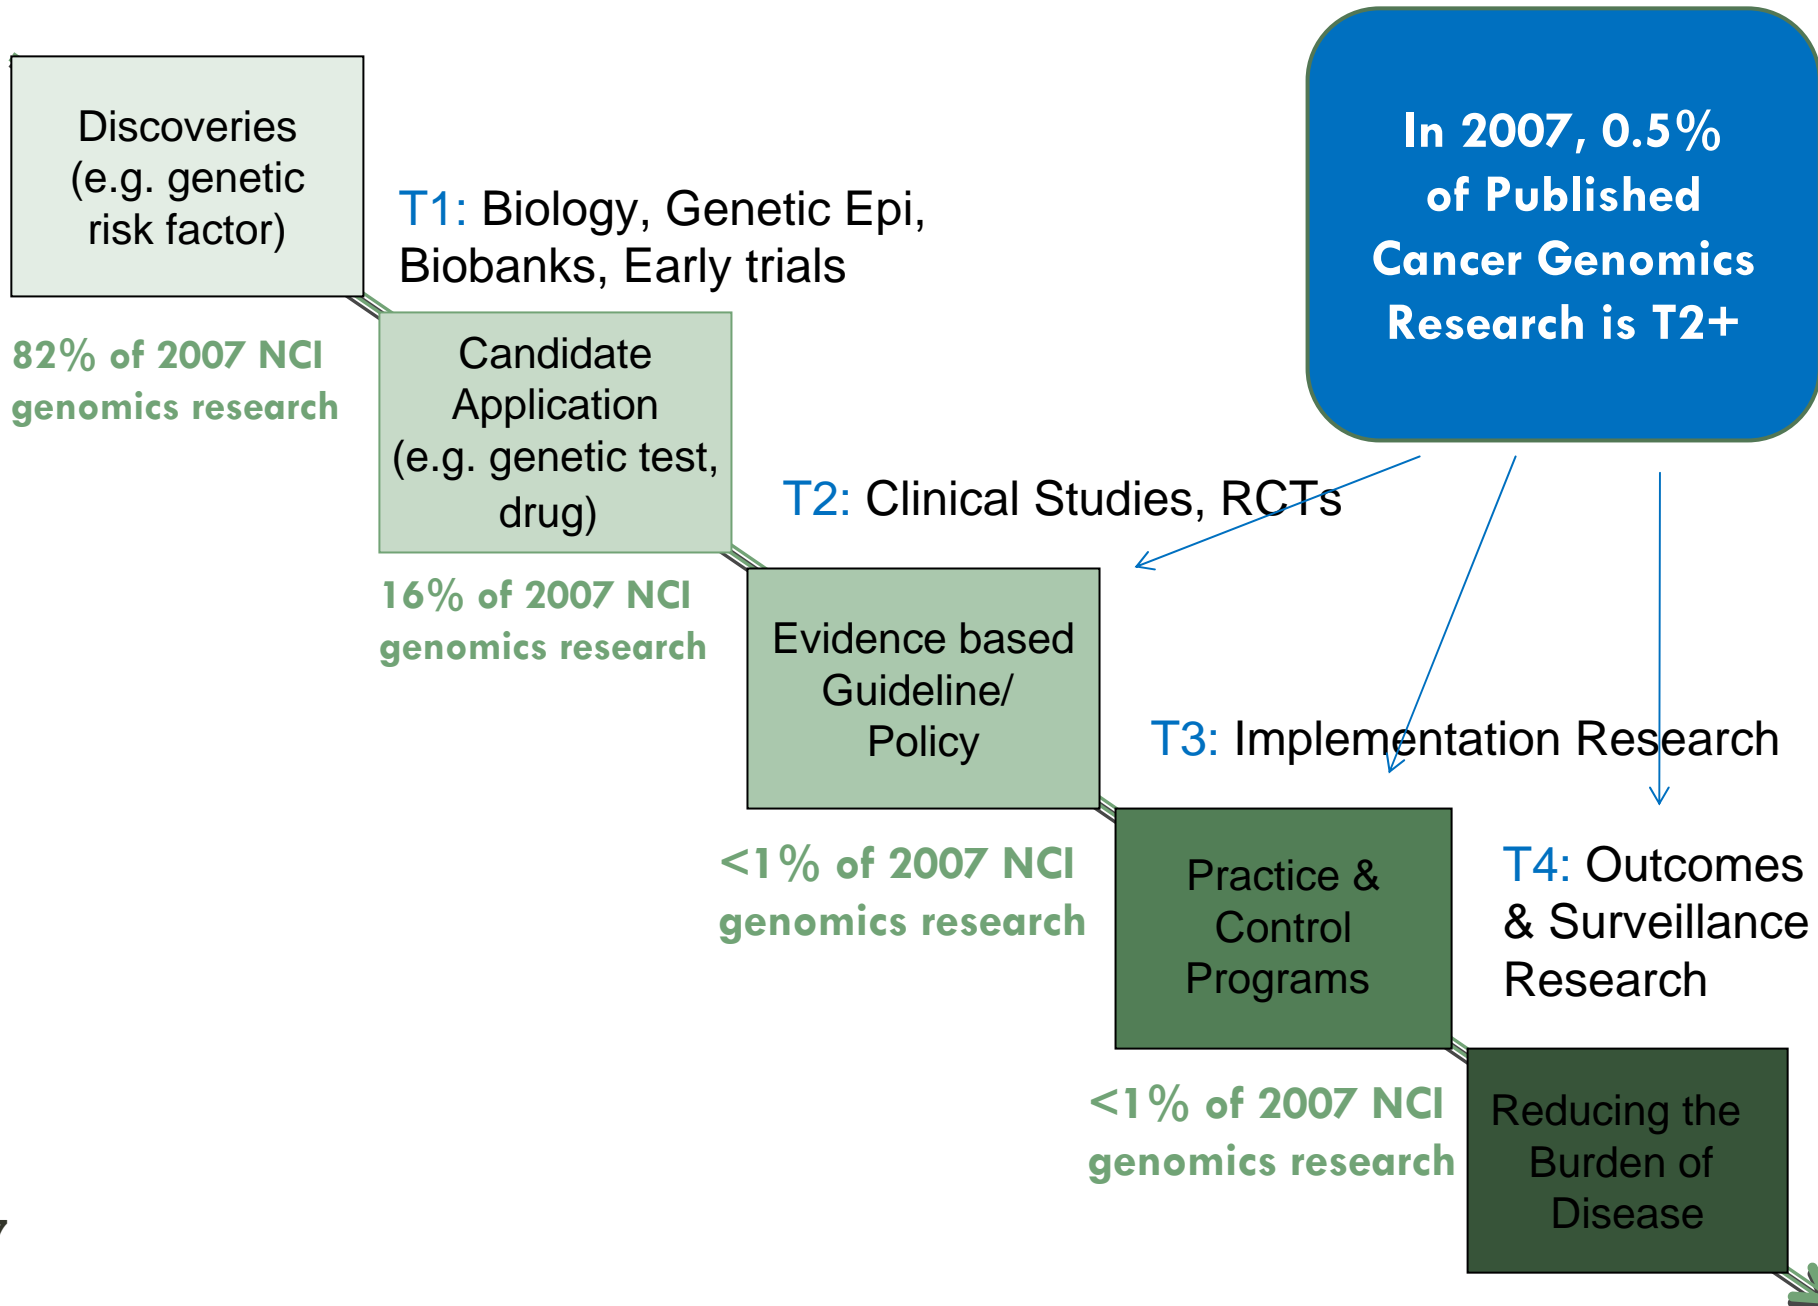 Discoveries
(e.g. genetic
risk factor)
T1: Biology, Genetic Epi,
Biobanks, Early trials
In 2007, 0.5%
of Published
Cancer Genomics
Research is T2+
82% of 2007 NCI
genomics research
Candidate
Application
(e.g. genetic test,
drug)
T2: Clinical Studies, RCTs
16% of 2007 NCI
genomics research
Evidence based
Guideline/
Policy
T3: Implementation Research
<1% of 2007 NCI
genomics research
Practice &
Control
Programs
T4: Outcomes
& Surveillance
Research
<1% of 2007 NCI
genomics research
Reducing the
Burden of
Disease